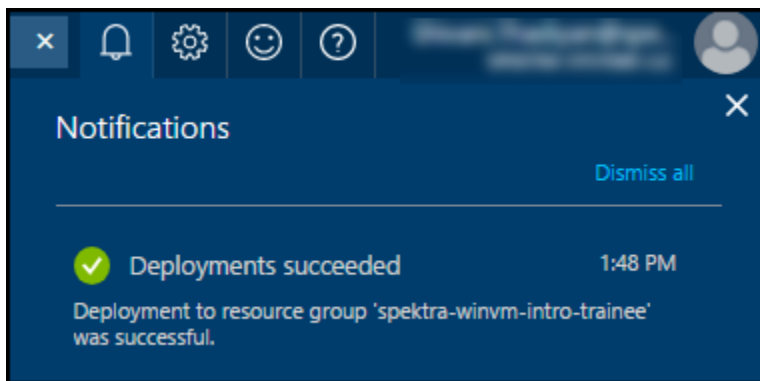 Notifications
Dismiss all
Deployments succeeded 1:48 PM
Deployment to resource group 'spektra-winvm-intro-trainee'
was successful.